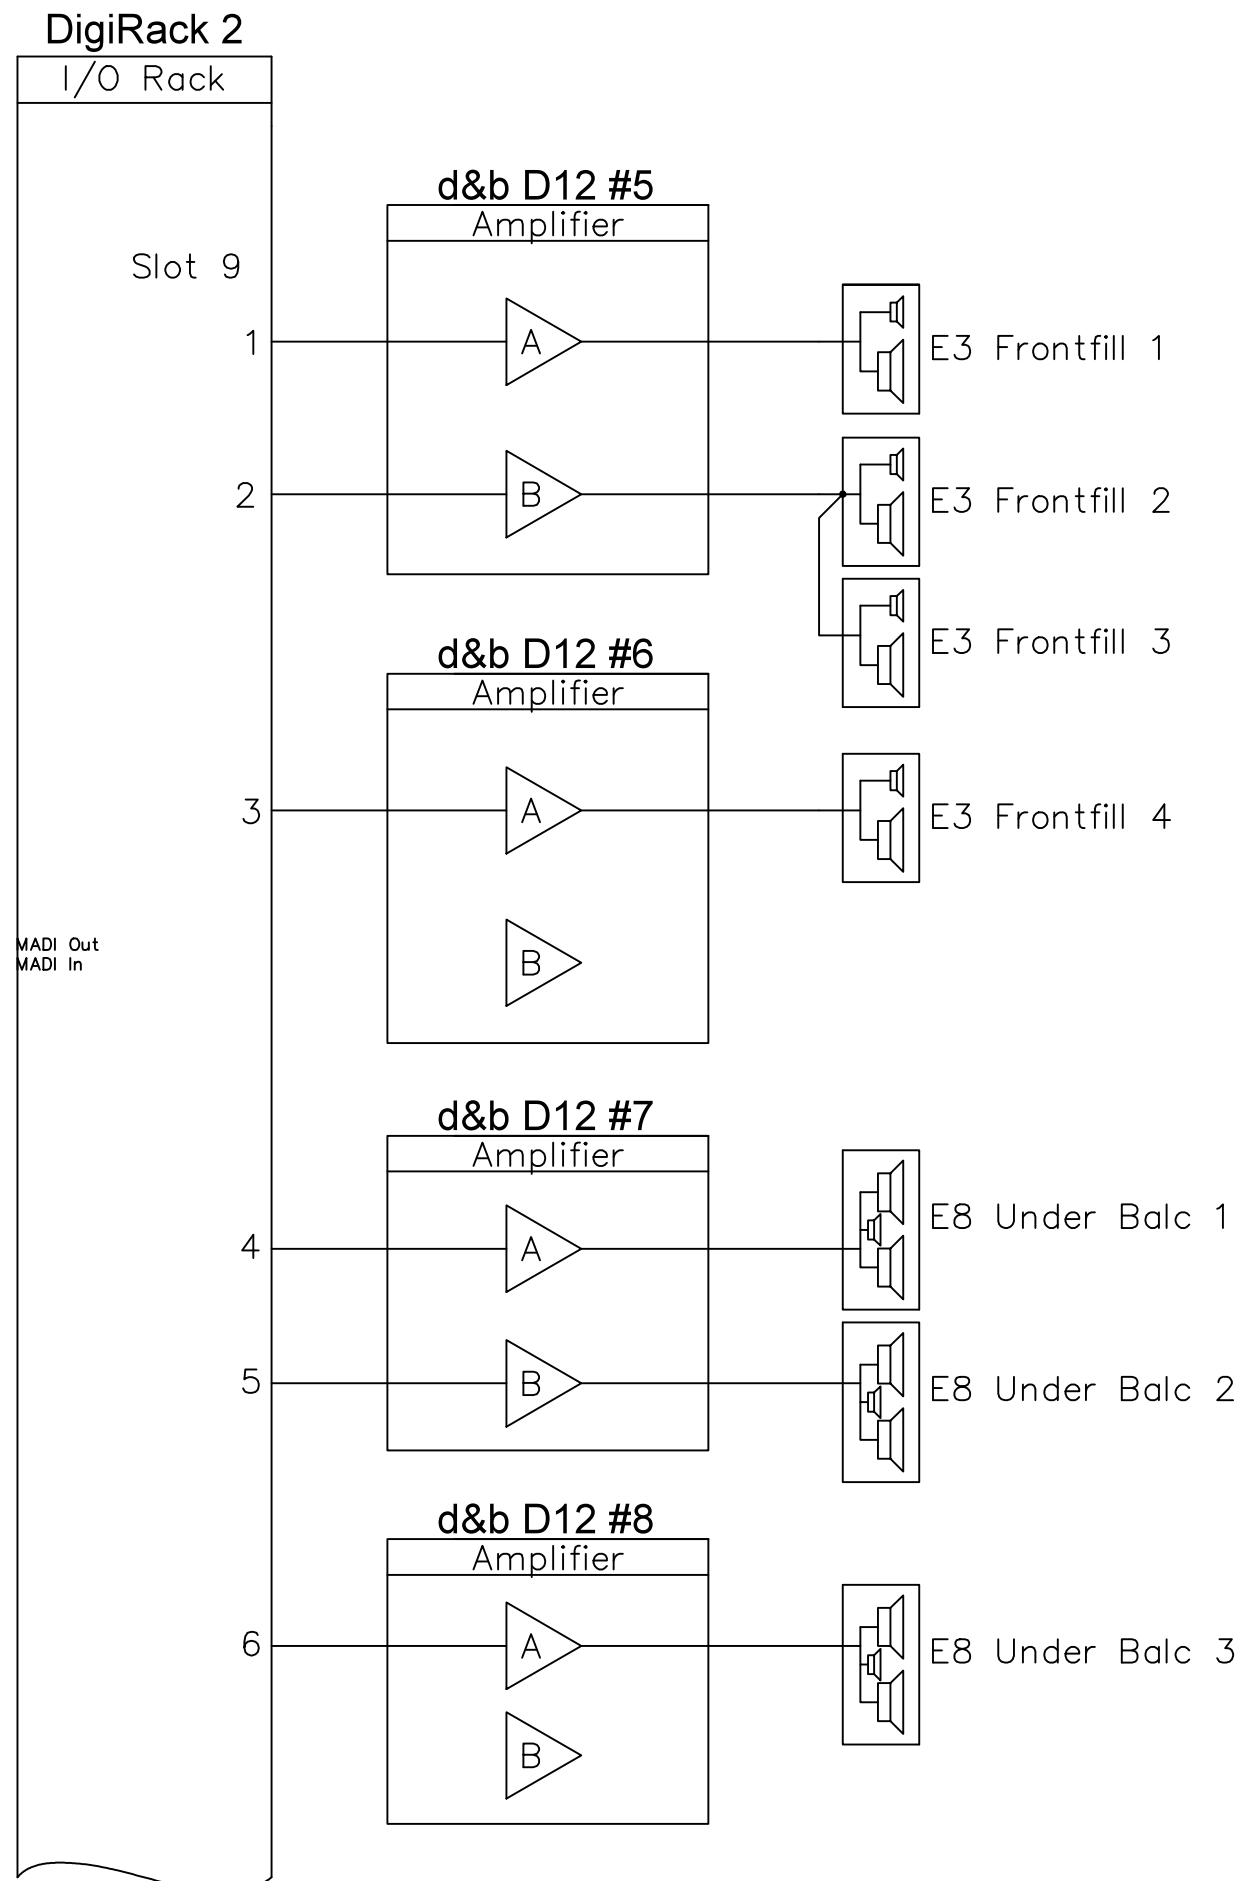 DigiRack 2
I/O Rack
d&b D12 #5
Amplifier
Slot 9
1
A
E3 Frontfill 1
2
B
E3 Frontfill 2
E3 Frontfill 3
d&b D12 #6
Amplifier
3
A
E3 Frontfill 4
MADI Out
MADI In
B
d&b D12 #7
Amplifier
E8 Under Balc 1
4
A
5
B
E8 Under Balc 2
d&b D12 #8
Amplifier
6
A
E8 Under Balc 3
B